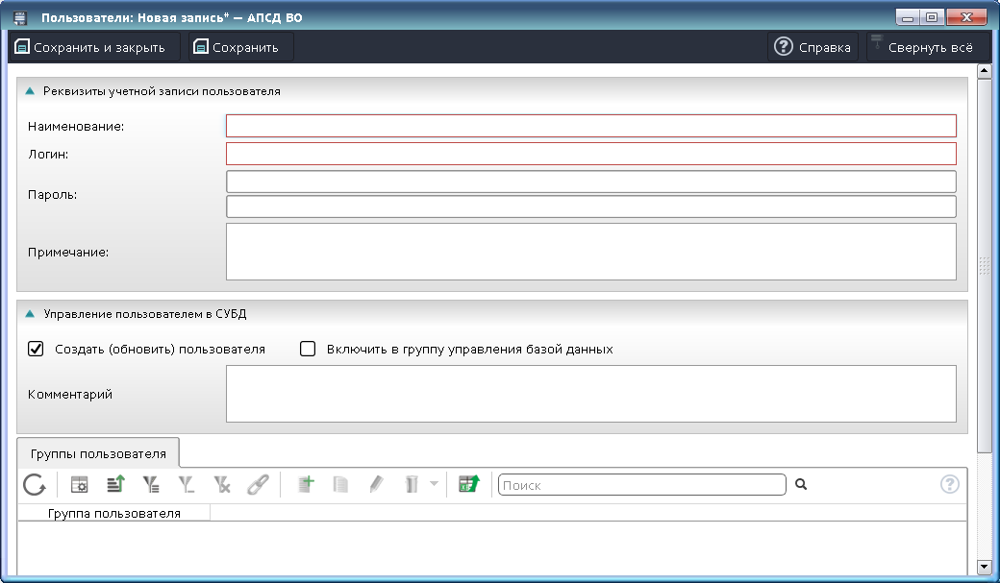 Пользователи: Новая запись* — АПСД ВО
Сохранить и закрыть
Сохранить
Справка
Свернуть всё
Реквизиты учетной записи пользователя
Наименование:
Логин:
Пароль:
Примечание:
Управление пользователем в СУБД
Создать (обновить) пользователя
Включить в группу управления базой данных
Комментарий
Группы пользователя
Поиск
Группа пользователя